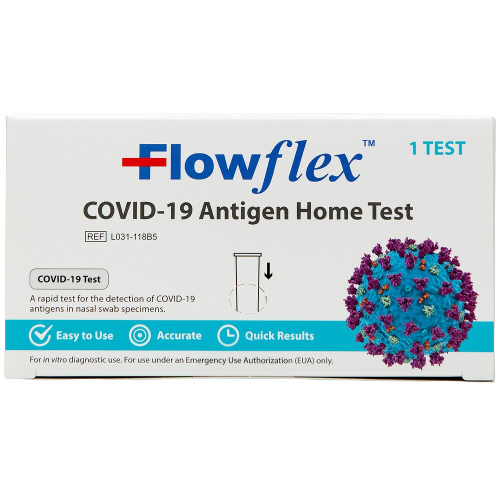 Flowflex™
1 TEST
COVID-19 Antigen Home Test
REF L031-118B5
COVID-19 Test
A rapid test for the detection of COVID-19
antigens in nasal swab specimens.
Easy to Use
Accurate
Quick Results
For in vitro diagnostic use. For use under an Emergency Use Authorization (EUA) only.